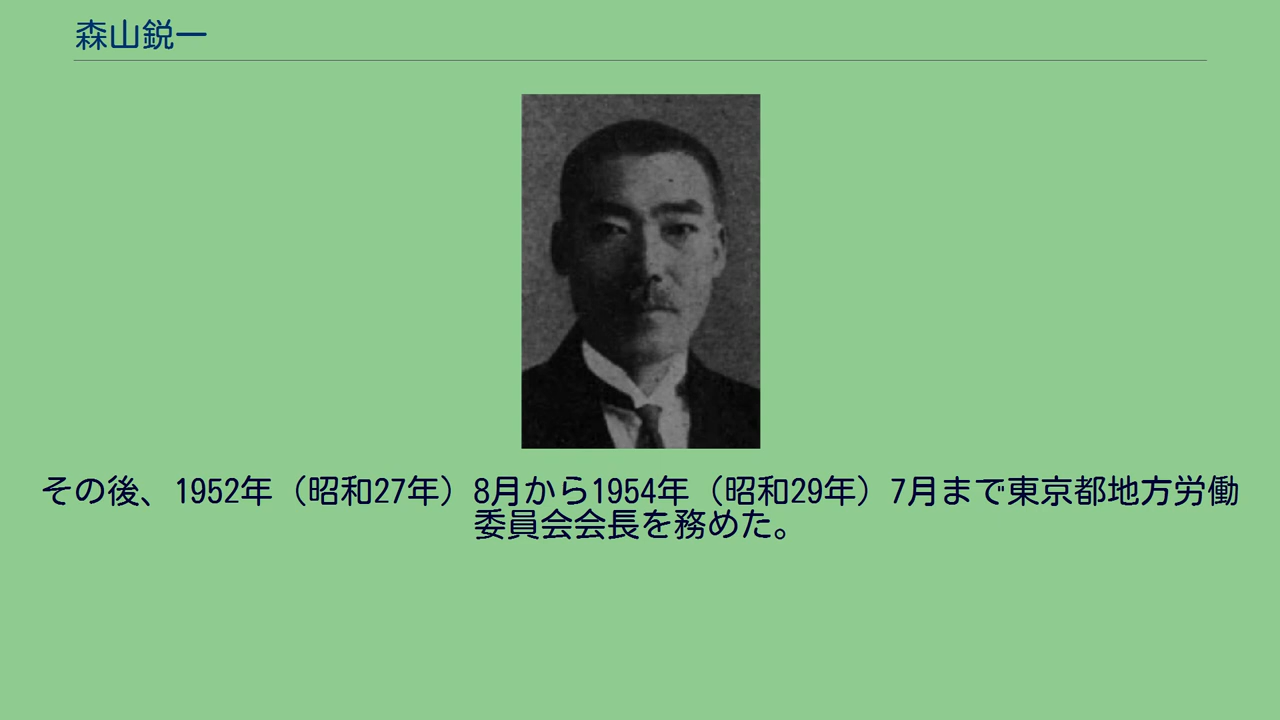 森山鋭一
その後、1952年（昭和27年）8月から1954年（昭和29年）7月まで東京都地方労働
委員会会長を務めた。